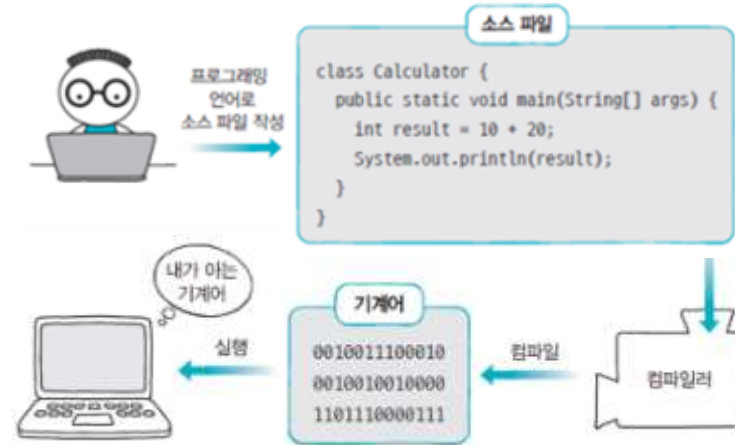 소스 파일
프로그래밍
언어로
소스 파일 작성
class Calculator {
public static void main(String[] args) {
int result = 10 + 20;
System.out.println(result);
}
}
내가 아는
기계어
실행
기계어
0010011100010
0010010010000
1101110000111
컴파일
컴파일러